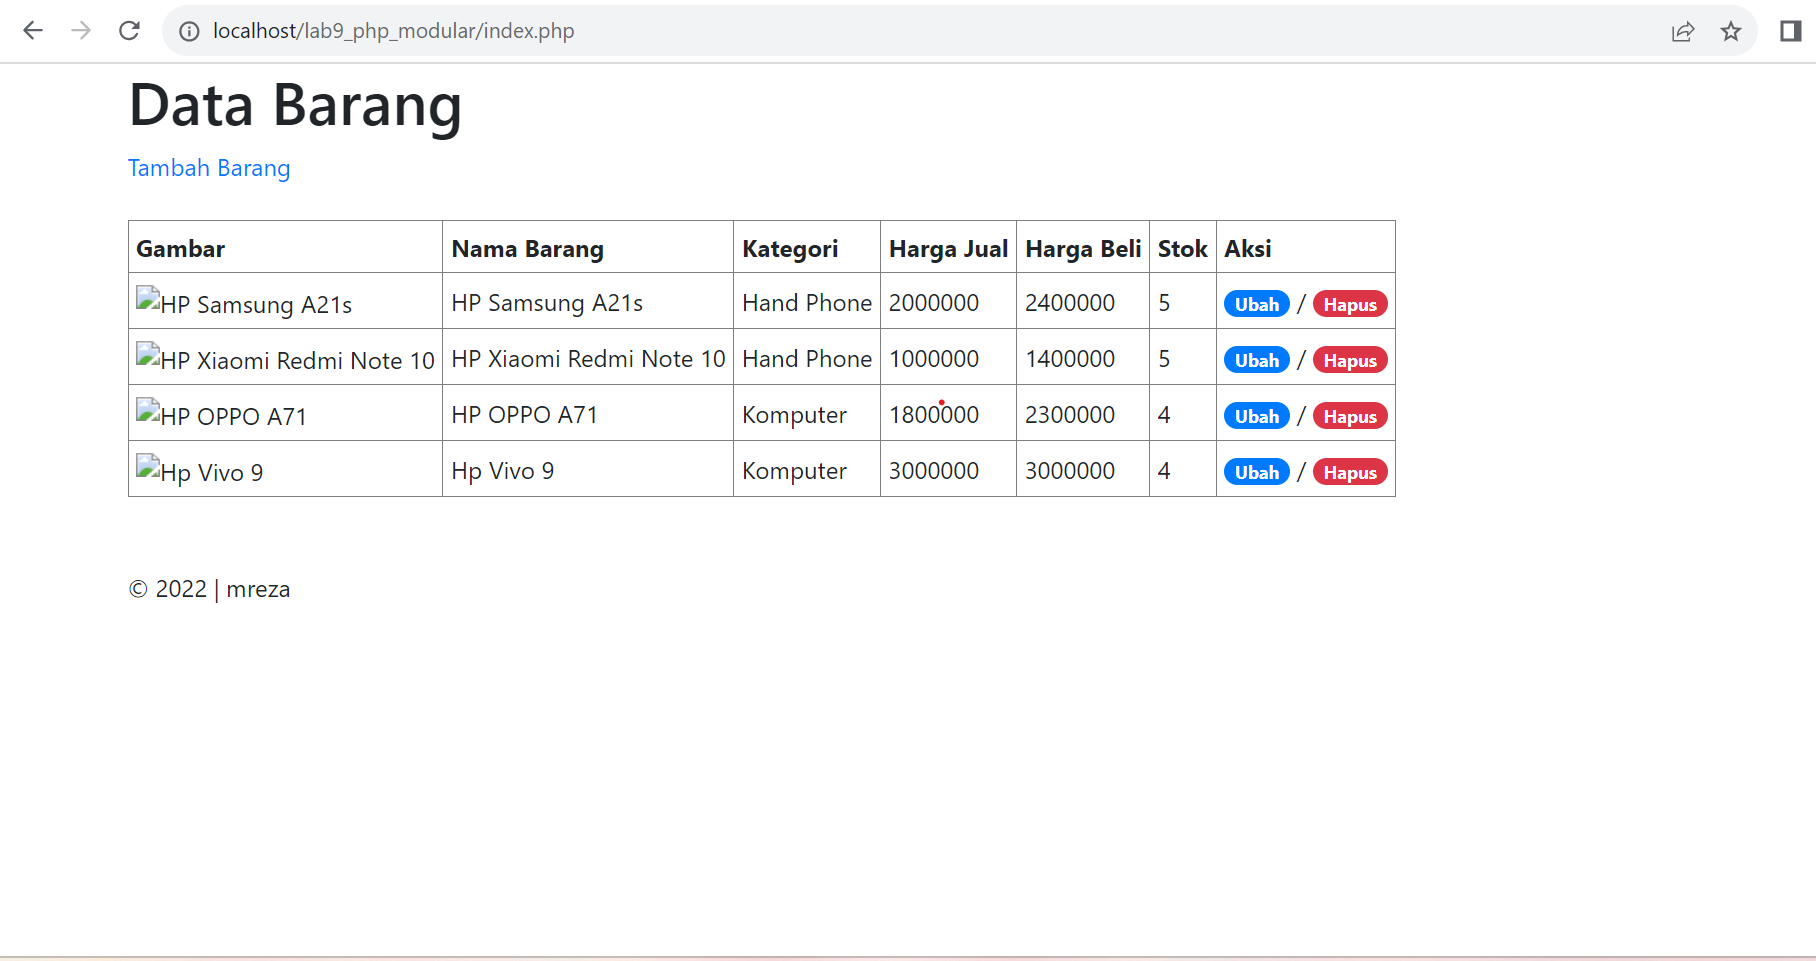 localhost/lab9_php_modular/index.php
Data Barang
Tambah Barang
Gambar Nama Barang Kategori Harga Jual Harga Beli Stok Aksi
HP Samsung A21s HP Samsung A21s Hand Phone 2000000 2400000 5 Ubah / Hapus
HP Xiaomi Redmi Note 10 HP Xiaomi Redmi Note 10 Hand Phone 1000000 1400000 5 Ubah / Hapus
HP OPPO A71 HP OPPO A71 Komputer 1800000 2300000 4 Ubah / Hapus
Hp Vivo 9 Hp Vivo 9 Komputer 3000000 3000000 4 Ubah / Hapus
© 2022 | mreza